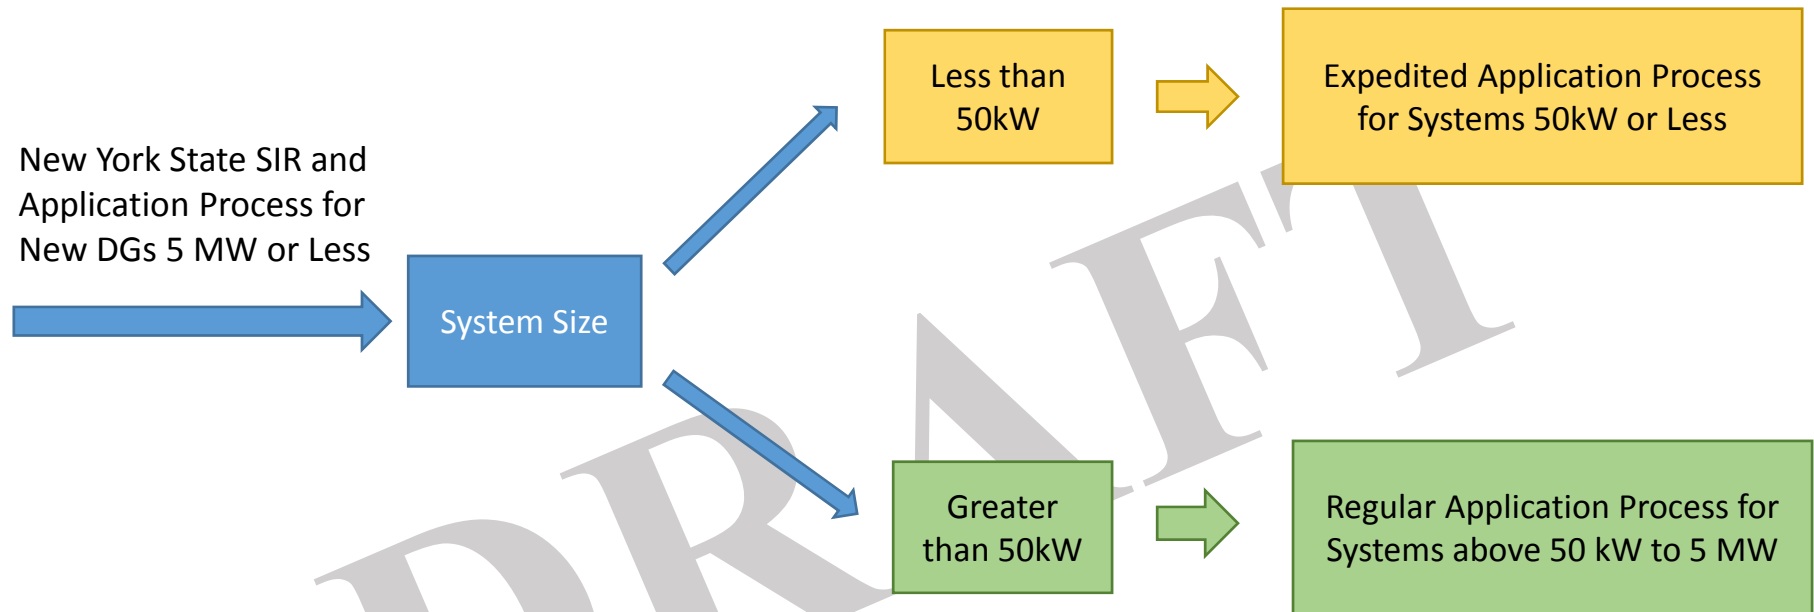 New York State SIR and
Application Process for
New DGs 5 MW or Less
System Size
Less than
50kW
Expedited Application Process
for Systems 50kW or Less
Greater
than 50kW
Regular Application Process for
Systems above 50 kW to 5 MW
DRAFT